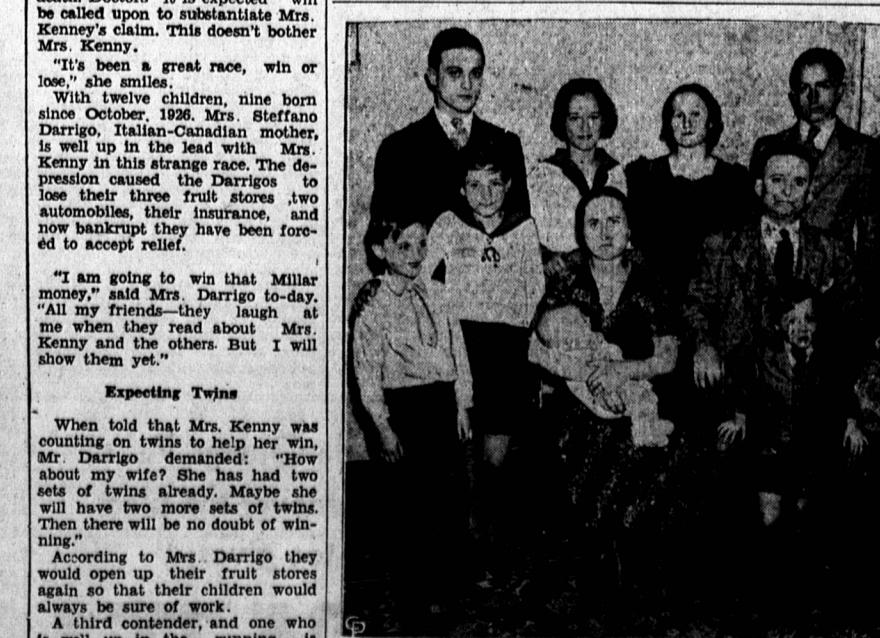 be called upon to substantiate Mrs.
Kenney's claim. This doesn't bother
Mrs. Kenny.
"It's been a great race, win or
lose," she smiles.
With twelve children, nine born
since October, 1926, Mrs. Steffano
Darrigo, Italian-Canadian mother,
is well up in the lead with Mrs.
Kenny in this strange race. The de-
pression caused the Darrigos to
lose their three fruit stores ,two
automobiles, their insurance, and
now bankrupt they have been forc-
ed to accept relief.
"I am going to win that Millar
money," said Mrs. Darrigo to-day.
"All my friends—they laugh at
me when they read about Mrs.
Kenny and the others. But I will
show them yet."
Expecting Twins
When told that Mrs. Kenny was
counting on twins to help her win,
Mr. Darrigo demanded: "How
about my wife? She has had two
sets of twins already. Maybe she
will have two more sets of twins.
Then there will be no doubt of win-
ning."
According to Mrs. Darrigo they
would open up their fruit stores
again so that their children would
always be sure of work.
A third contender, and one who
CP